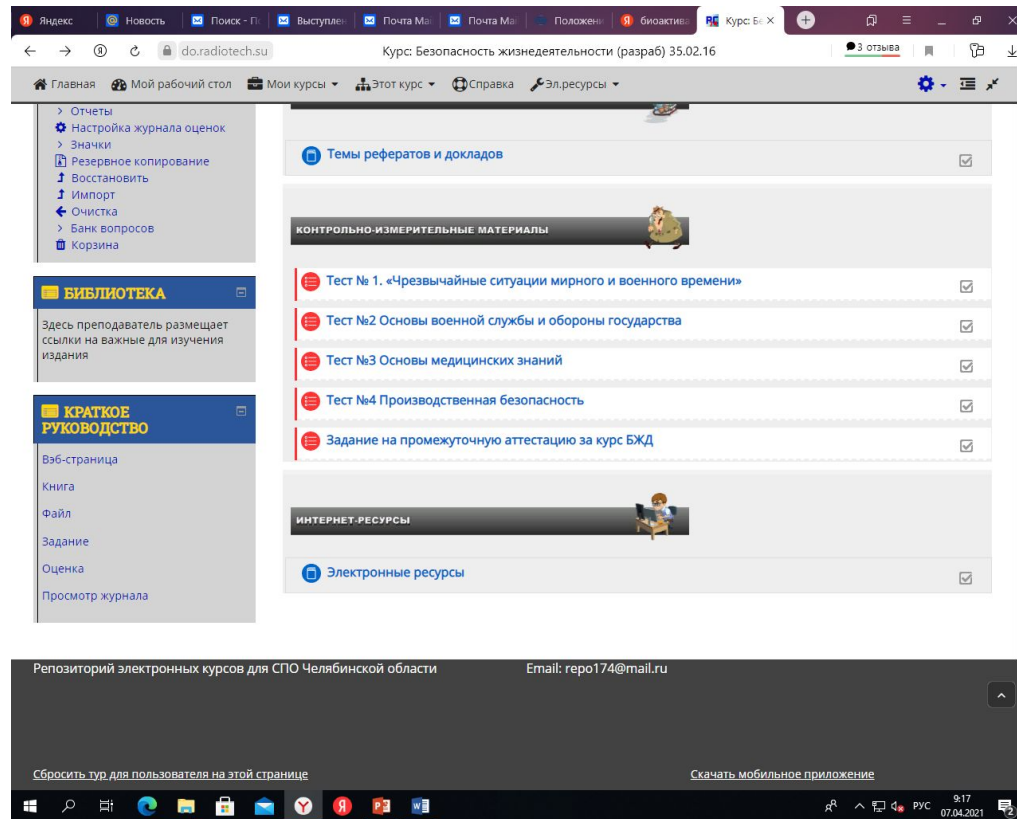 Яндекс
Новость
Поиск - По
Выступлен
Почта Mai
Почта Mai
Положени
биоактива
Курс: Бе
do.radiotech.su
Курс: Безопасность жизнедеятельности (разраб) 35.02.16
3 отзыва
Главная
Мой рабочий стол
Мои курсы
Этот курс
Справка
Эл.ресурсы
Отчеты
Настройка журнала оценок
Значки
Резервное копирование
Восстановить
Импорт
Очистка
Банк вопросов
Корзина
БИБЛИОТЕКА
Здесь преподаватель размещает
ссылки на важные для изучения
издания
КРАТКОЕ
РУКОВОДСТВО
Вэб-страница
Книга
Файл
Задание
Оценка
Просмотр журнала
Темы рефератов и докладов
КОНТРОЛЬНО-ИЗМЕРИТЕЛЬНЫЕ МАТЕРИАЛЫ
Тест № 1. «Чрезвычайные ситуации мирного и военного времени»
Тест №2 Основы военной службы и обороны государства
Тест №3 Основы медицинских знаний
Тест №4 Производственная безопасность
Задание на промежуточную аттестацию за курс БЖД
ИНТЕРНЕТ-РЕСУРСЫ
Электронные ресурсы
Репозиторий электронных курсов для СПО Челябинской области
Email: repo174@mail.ru
Сбросить тур для пользователя на этой странице
Скачать мобильное приложение
РУС
9:17
07.04.2021
2